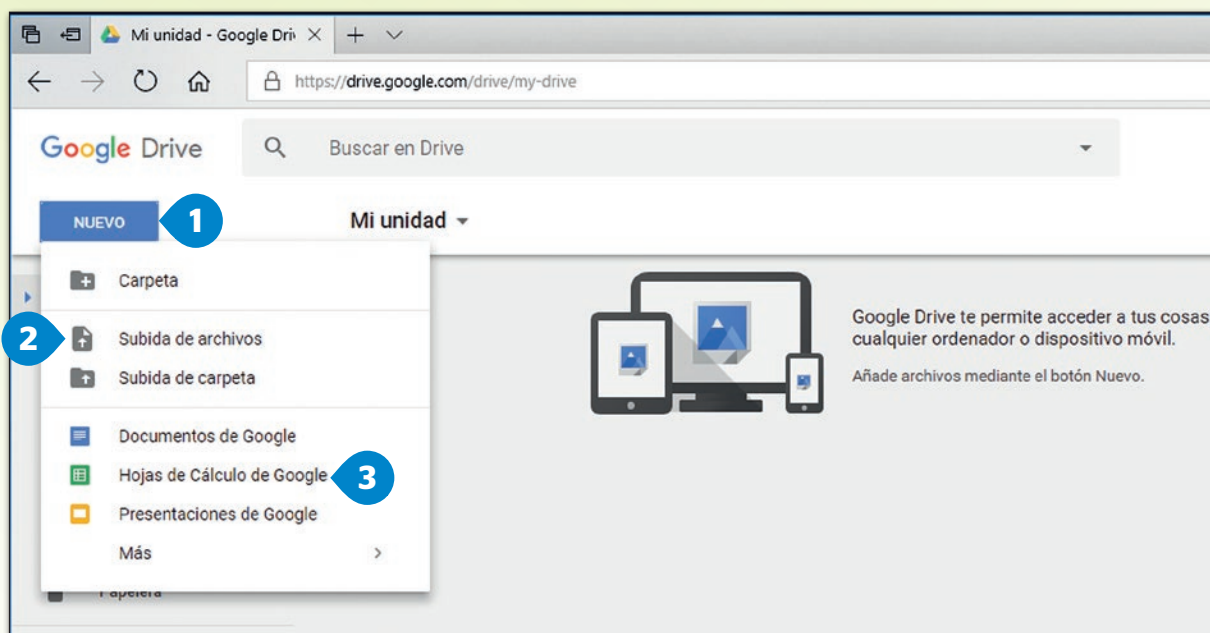 Mi unidad - Google Driv
https://drive.google.com/drive/my-drive
Google Drive
Buscar en Drive
NUEVO
1
Mi unidad
Carpeta
2
Subida de archivos
Subida de carpeta
Documentos de Google
Hojas de Cálculo de Google
3
Presentaciones de Google
Más
Papelera
Google Drive te permite acceder a tus cosas
cualquier ordenador o dispositivo móvil.
Añade archivos mediante el botón Nuevo.